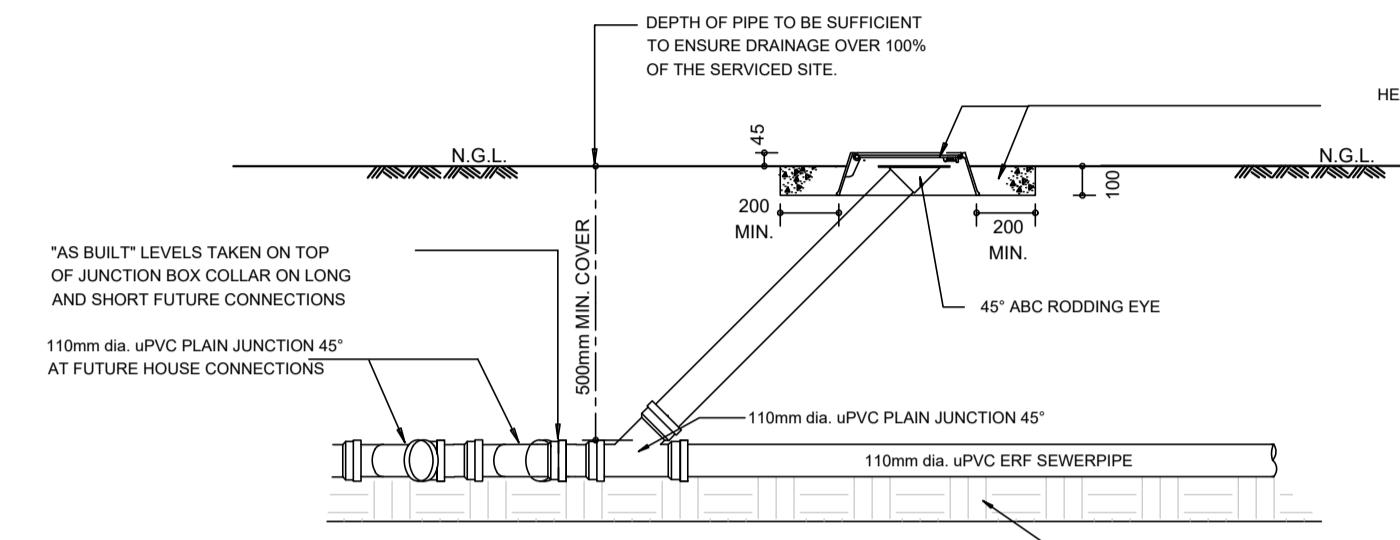 DEPTH OF PIPE TO BE SUFFICIENT
TO ENSURE DRAINAGE OVER 100%
OF THE SERVICED SITE.
HE
45
N.G.L.
N.G.L.
100
200
MIN.
200
MIN.
500mm MIN. COVER
"AS BUILT" LEVELS TAKEN ON TOP
OF JUNCTION BOX COLLAR ON LONG
AND SHORT FUTURE CONNECTIONS
45° ABC RODDING EYE
110mm dia. uPVC PLAIN JUNCTION 45°
AT FUTURE HOUSE CONNECTIONS
110mm dia. uPVC PLAIN JUNCTION 45°
110mm dia. uPVC ERF SEWERPIPE